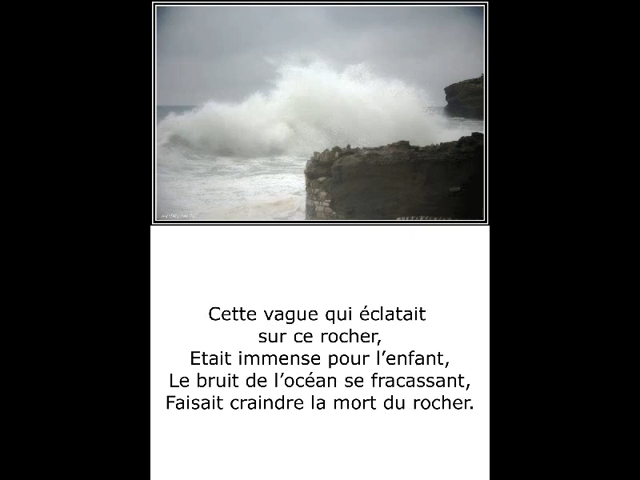 Cette vague qui éclatait
sur ce rocher,
Etait immense pour l’enfant,
Le bruit de l’océan se fracassant,
Faisait craindre la mort du rocher.